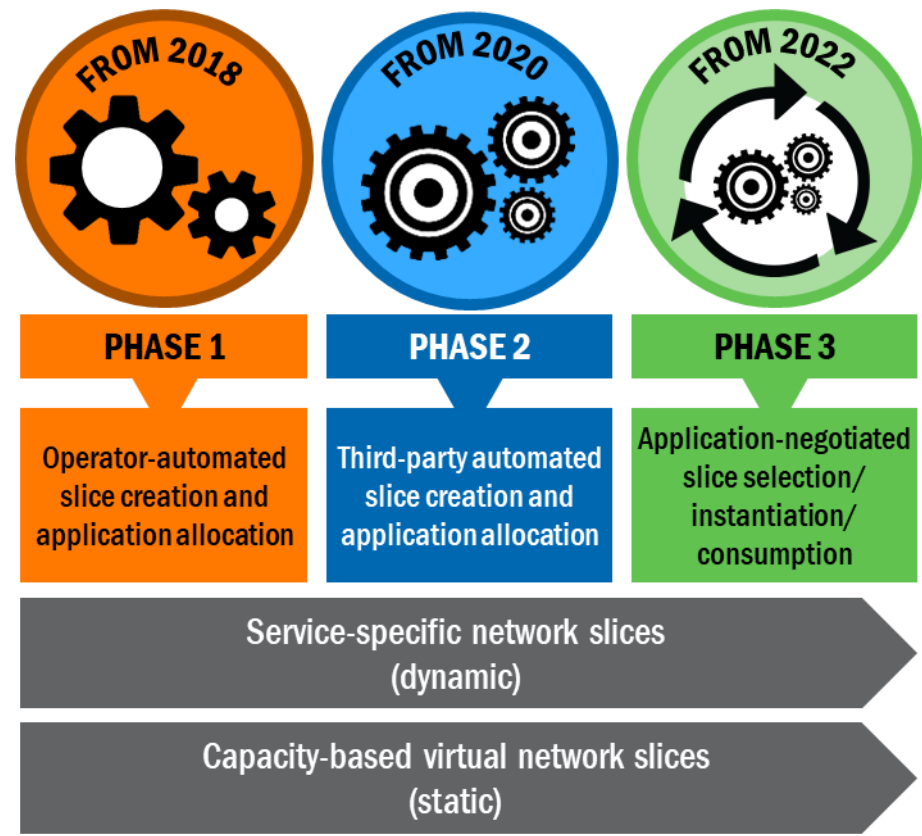 FROM 2018
FROM 2020
FROM 2022
PHASE 1
PHASE 2
PHASE 3
Operator-automated
slice creation and
application allocation
Third-party automated
slice creation and
application allocation
Application-negotiated
slice selection/
instantiation/
consumption
Service-specific network slices
(dynamic)
Capacity-based virtual network slices
(static)